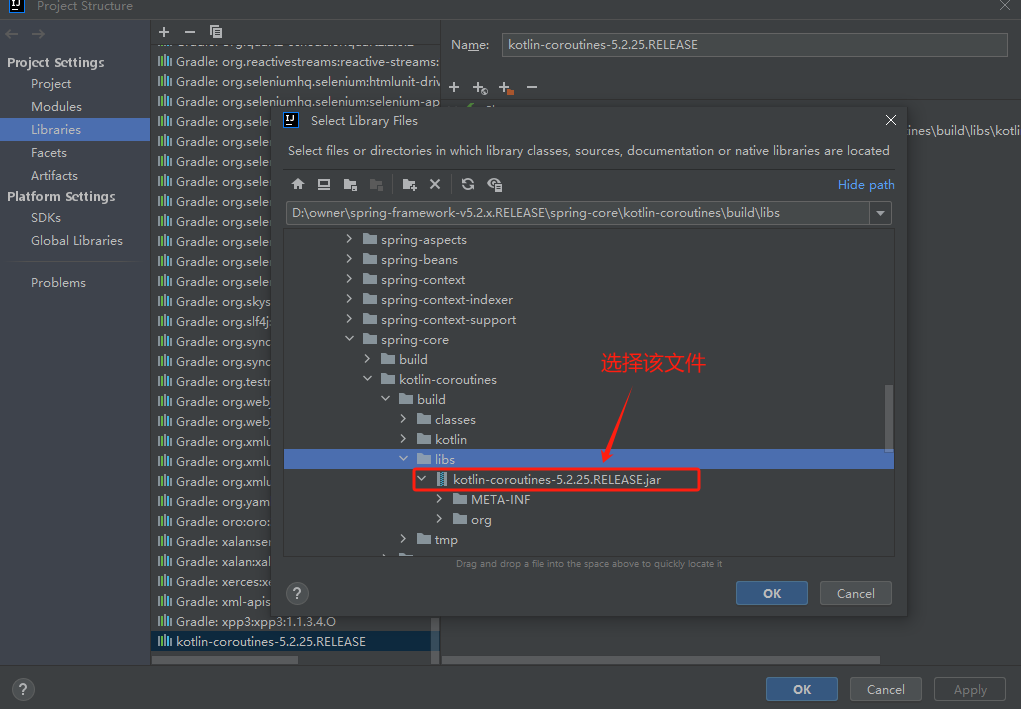 Project Structure
Project Settings
Project
Modules
Libraries
Facets
Artifacts
Platform Settings
SDKs
Global Libraries
Problems
Gradle: org.reactivestreams:reactive-streams:
Gradle: org.seleniumhq.selenium:htmlunit-driv
Gradle: org.seleniumhq.selenium:selenium-ap
Gradle: org.sele
Gradle: org.sele
Gradle: org.sele
Gradle: org.sele
Gradle: org.sele
Gradle: org.sele
Gradle: org.sele
Gradle: org.sele
Gradle: org.sele
Gradle: org.skys
Gradle: org.slf4j:
Gradle: org.sync
Gradle: org.sync
Gradle: org.testn
Gradle: org.web
Gradle: org.web
Gradle: org.xmlu
Gradle: org.xmlu
Gradle: org.xmlu
Gradle: org.yam
Gradle: oro:oro:
Gradle: xalan:ser
Gradle: xalan:xal
Gradle: xerces:xe
Gradle: xml-apis
Gradle: xpp3:xpp3:1.1.3.4.O
kotlin-coroutines-5.2.25.RELEASE
Name:
kotlin-coroutines-5.2.25.RELEASE
ines\build\libs\kotli
Select Library Files
Select files or directories in which library classes, sources, documentation or native libraries are located
Hide path
D:\owner\spring-framework-v5.2.x.RELEASE\spring-core\kotlin-coroutines\build\libs
spring-aspects
spring-beans
spring-context
spring-context-indexer
spring-context-support
spring-core
build
kotlin-coroutines
build
classes
kotlin
libs
kotlin-coroutines-5.2.25.RELEASE.jar
META-INF
org
tmp
选择该文件
Drag and drop a file into the space above to quickly locate it
?
OK
Cancel
?
OK
Cancel
Apply